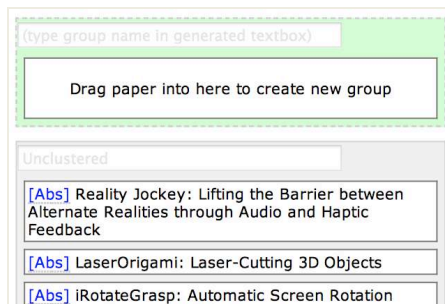 (type group name in generated textbox)
Drag paper into here to create new group
Unclustered
[Abs] Reality Jockey: Lifting the Barrier between
Alternate Realities through Audio and Haptic
Feedback
[Abs] LaserOrigami: Laser-Cutting 3D Objects
[Abs] iRotateGrasp: Automatic Screen Rotation